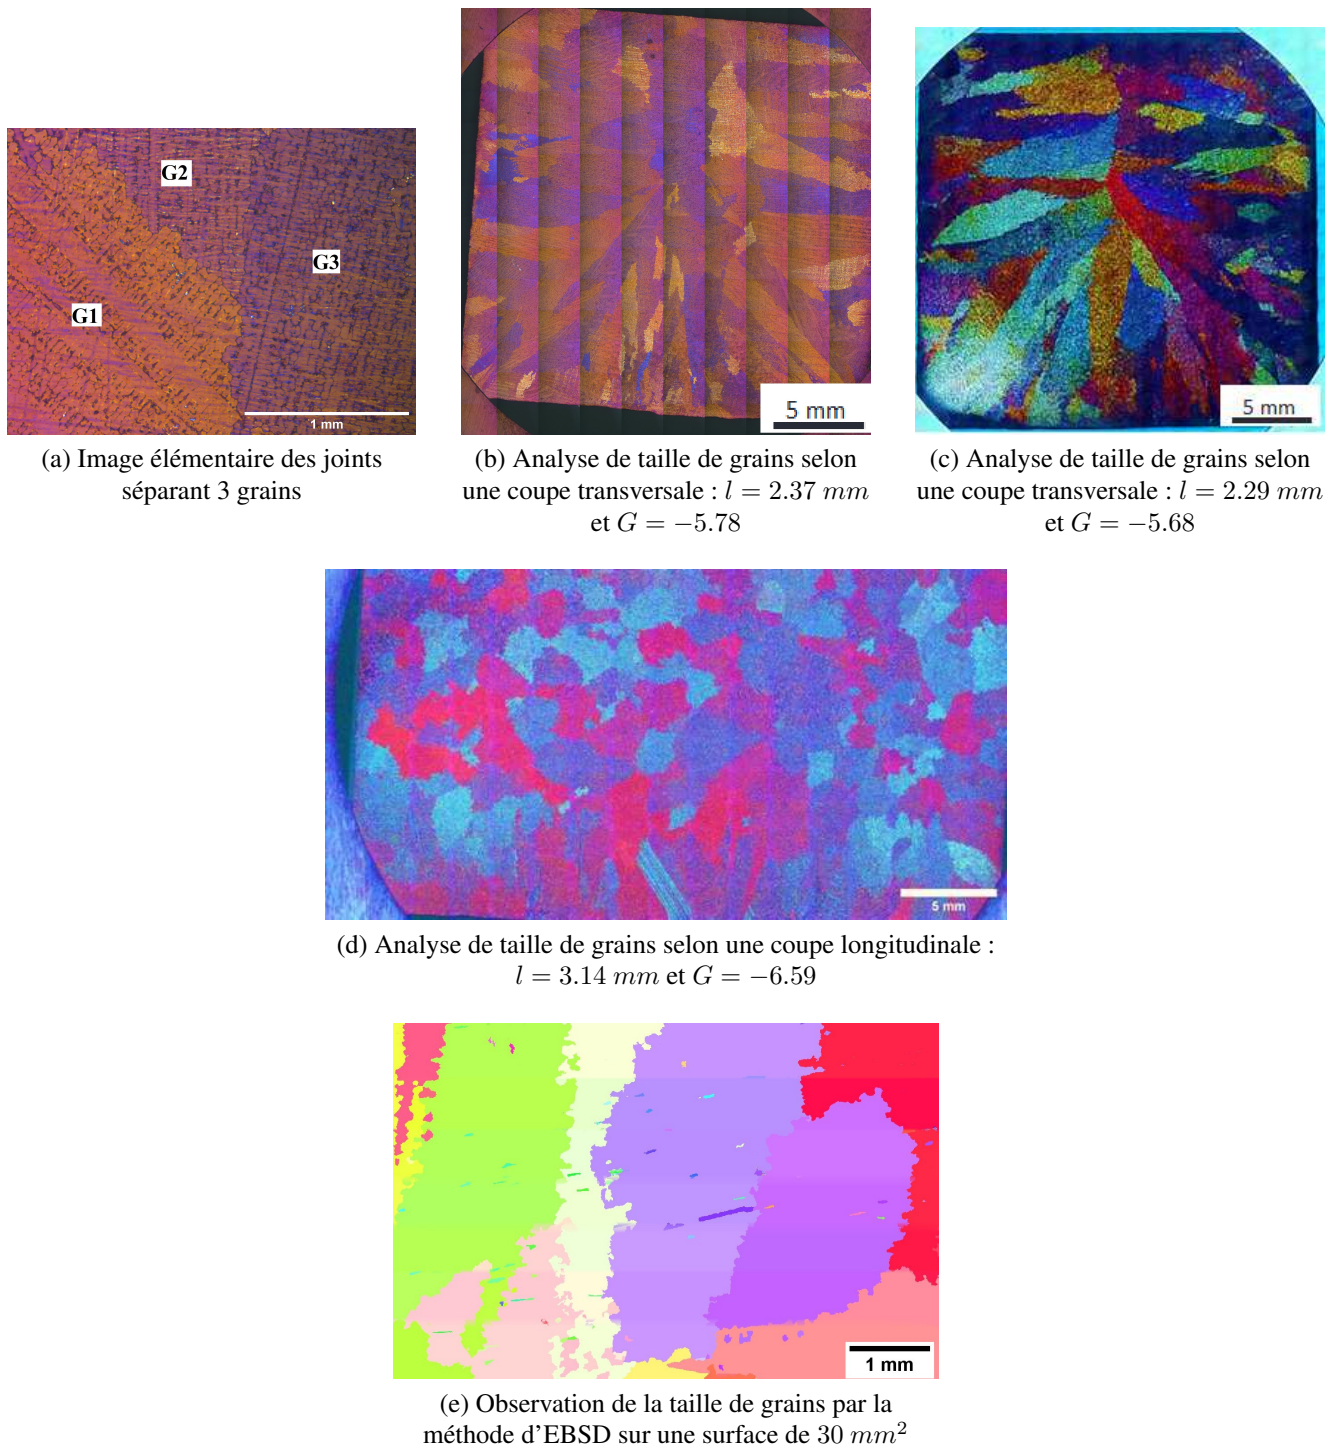 G2
G3
G1
1 mm
5 mm
5 mm
(a) Image élémentaire des joints
séparant 3 grains
(b) Analyse de taille de grains selon
une coupe transversale : l = 2.37 mm
et G = −5.78
(c) Analyse de taille de grains selon
une coupe transversale : l = 2.29 mm
et G = −5.68
5 mm
(d) Analyse de taille de grains selon une coupe longitudinale :
l = 3.14 mm et G = −6.59
1 mm
(e) Observation de la taille de grains par la
méthode d'EBSD sur une surface de 30 mm²